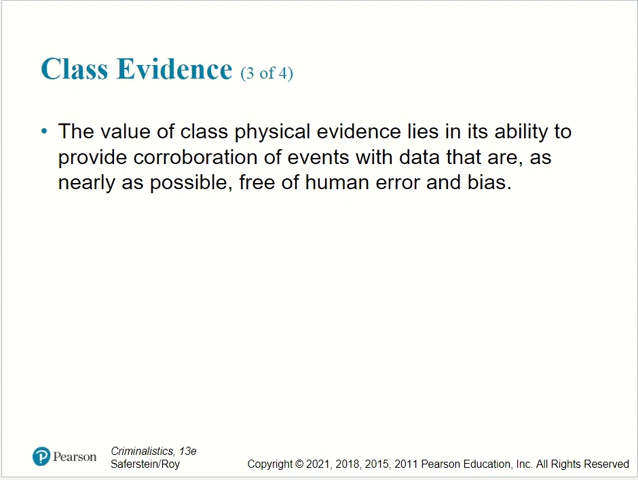 Class Evidence (3 of 4)
• The value of class physical evidence lies in its ability to
provide corroboration of events with data that are, as
nearly as possible, free of human error and bias.
Pearson
Criminalistics, 13e
Saferstein/Roy
Copyright © 2021, 2018, 2015, 2011 Pearson Education, Inc. All Rights Reserved